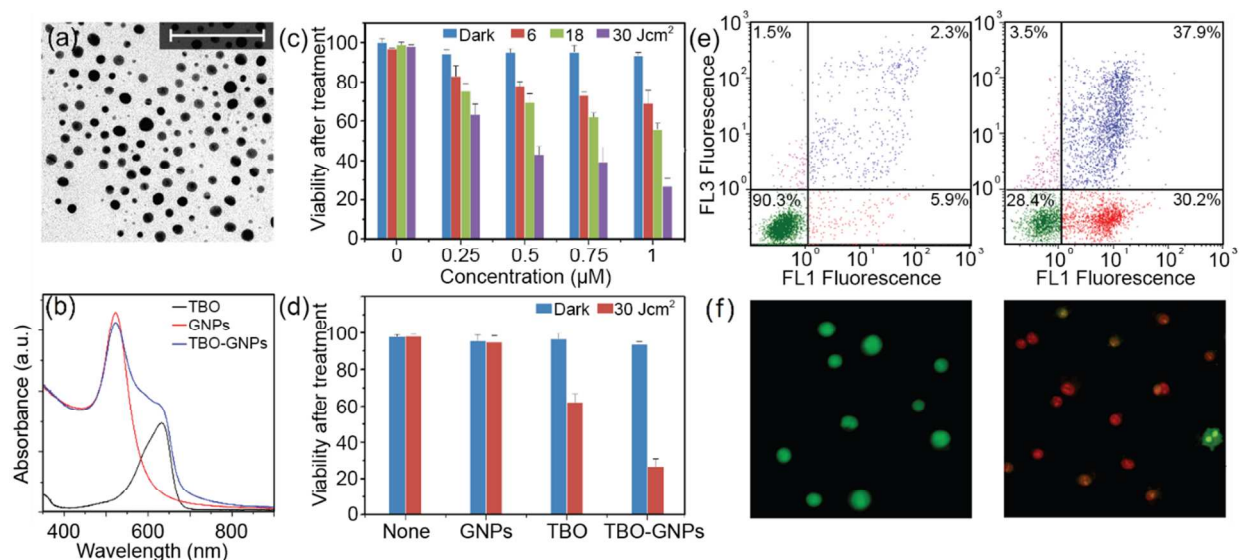 (a)
(b)
Absorbance (a.u.)
TBO
GNPs
TBO-GNPs
400 600 800
Wavelength (nm)
(c)
Viability after treatment
Dark 6 18 30 Jcm²
100
80
60
40
20
0
0 0.25 0.5 0.75 1
Concentration (µM)
(d)
Viability after treatment
Dark 30 Jcm²
100
80
60
40
20
0
None GNPs TBO TBO-GNPs
(e)
FL3 Fluorescence
10³
10²
10¹
10⁰
1.5% 2.3%
90.3% 5.9%
10⁰ 10¹ 10² 10³
FL1 Fluorescence
10³
10²
10¹
10⁰
3.5% 37.9%
28.4% 30.2%
10⁰ 10¹ 10² 10³
FL1 Fluorescence
(f)